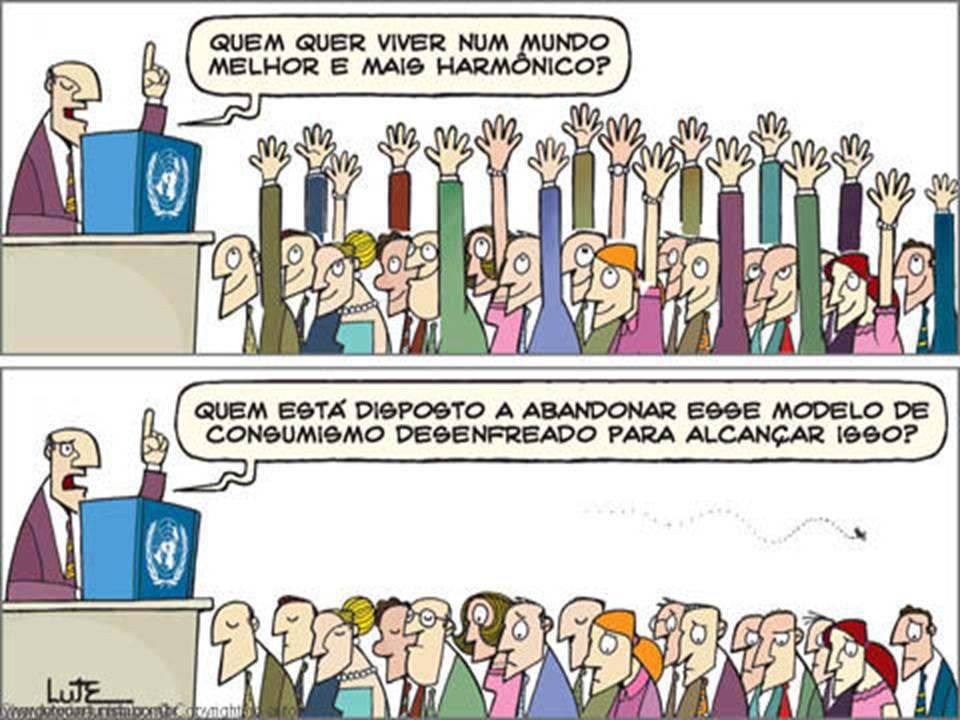 QUEM QUER VIVER NUM MUNDO
MELHOR E MAIS HARMÔNICO?
QUEM ESTÁ DISPOSTO A ABANDONAR ESSE MODELO DE
CONSUMISMO DESENFREADO PARA ALCANÇAR ISSO?
LUTE